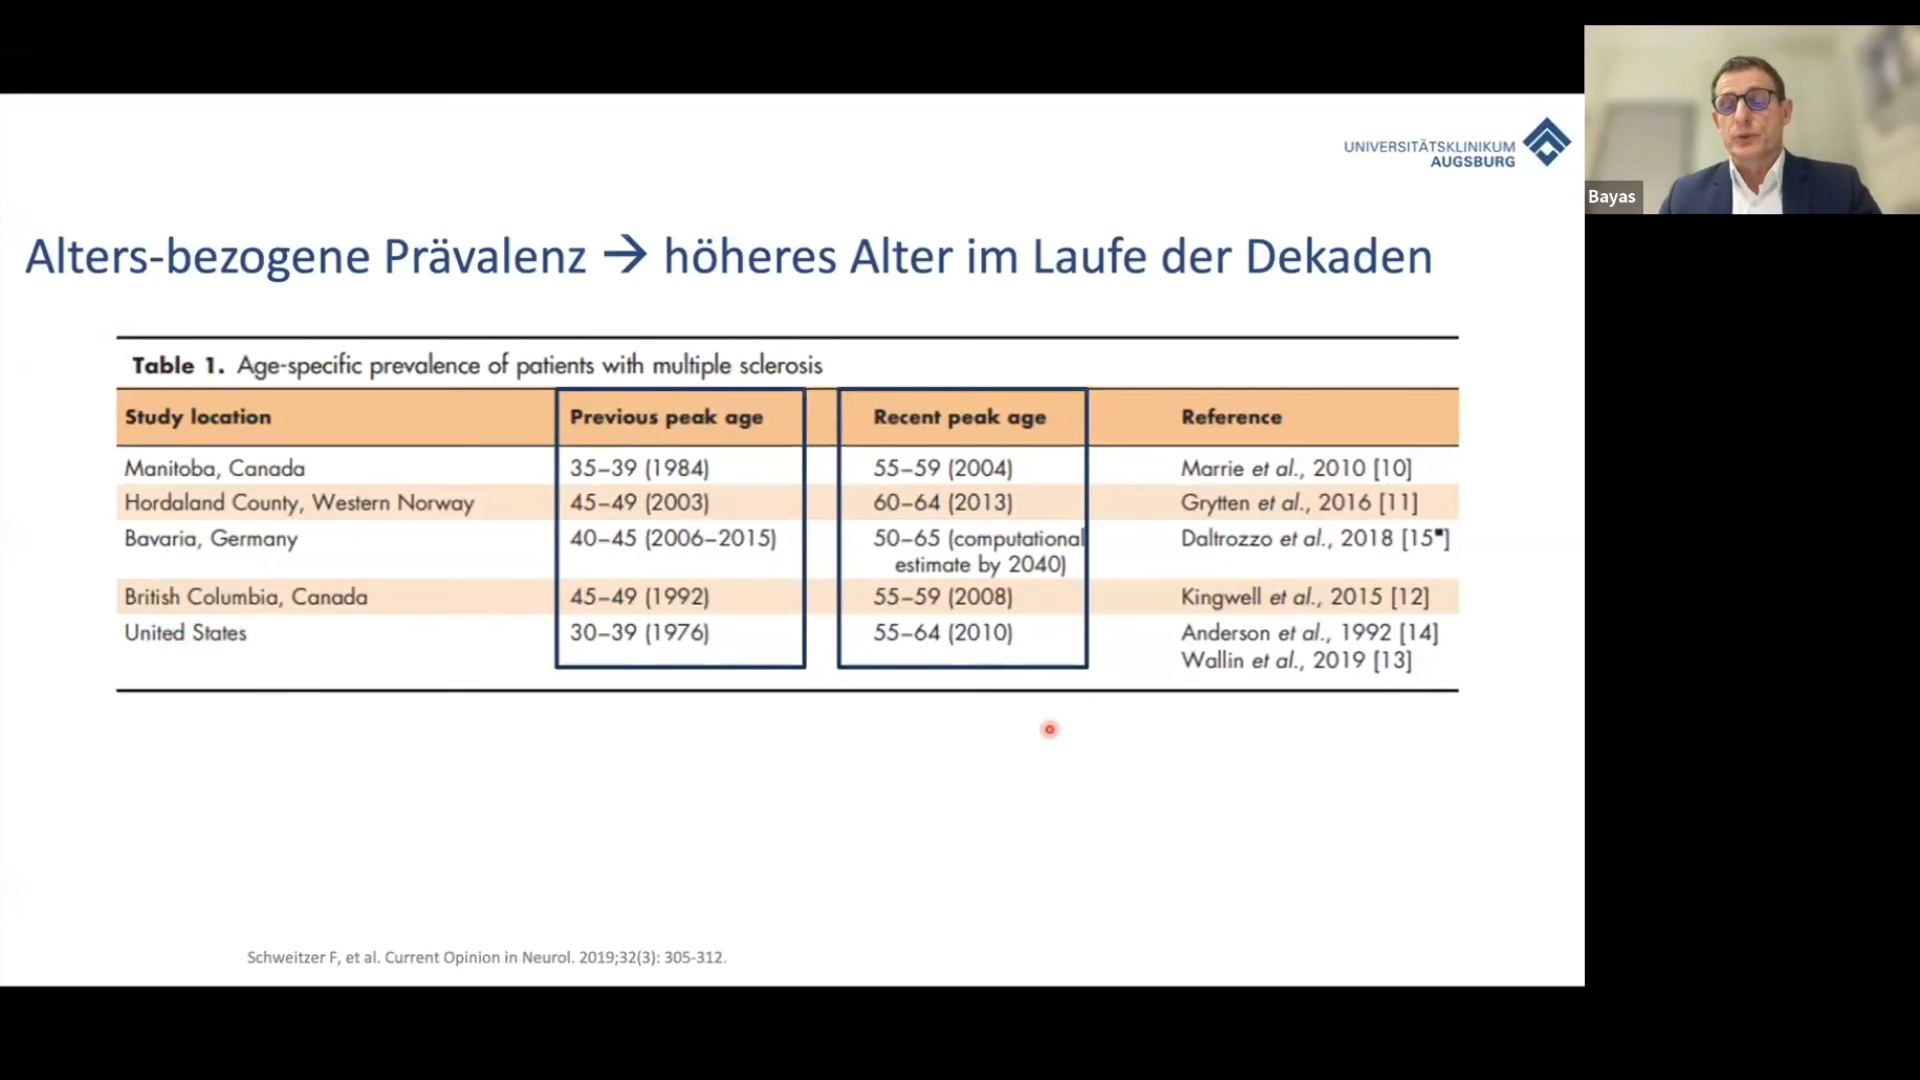 UNIVERSITÄTSKLINIKUM
AUGSBURG
Bayas
Alters-bezogene Prävalenz → höheres Alter im Laufe der Dekaden
Table 1. Age-specific prevalence of patients with multiple sclerosis
Study location Previous peak age Recent peak age Reference
Manitoba, Canada 35–39 (1984) 55–59 (2004) Marrie et al., 2010 [10]
Hordaland County, Western Norway 45–49 (2003) 60–64 (2013) Grytten et al., 2016 [11]
Bavaria, Germany 40–45 (2006–2015) 50–65 (computational Daltrozzo et al., 2018 [15▪]
estimate by 2040)
British Columbia, Canada 45–49 (1992) 55–59 (2008) Kingwell et al., 2015 [12]
United States 30–39 (1976) 55–64 (2010) Anderson et al., 1992 [14]
Wallin et al., 2019 [13]
Schweitzer F, et al. Current Opinion in Neurol. 2019;32(3): 305-312.